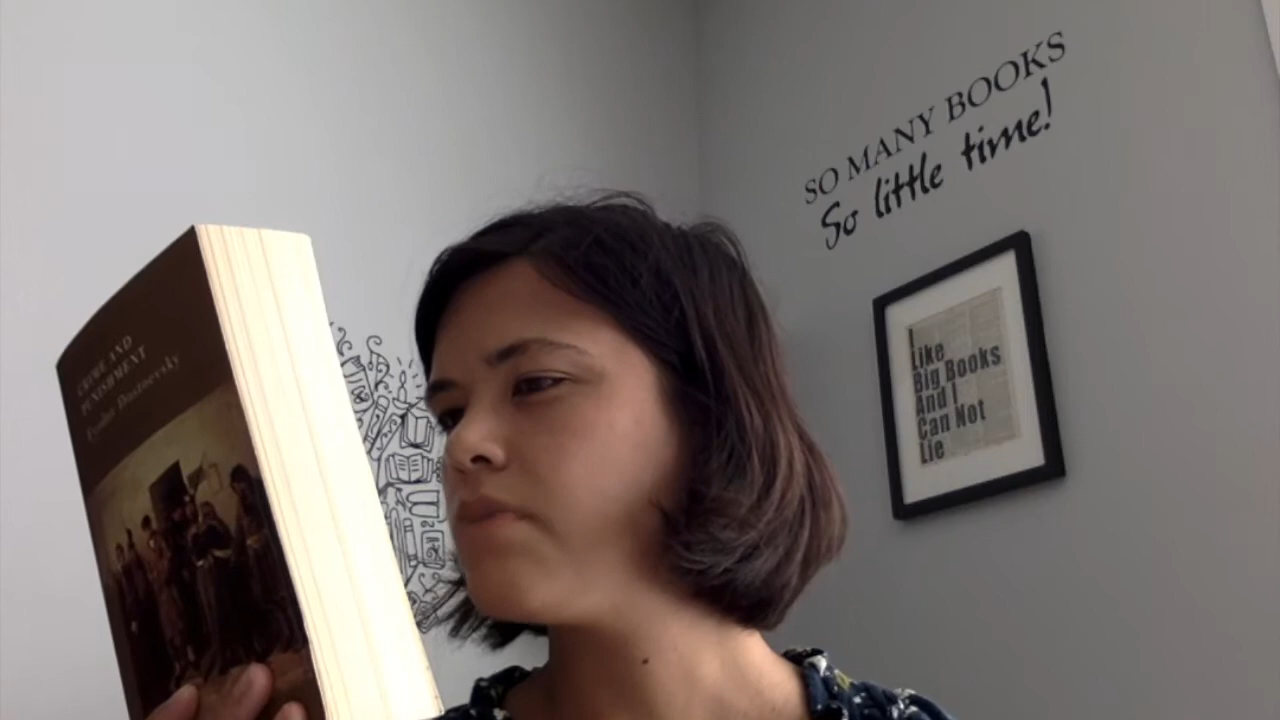 SO MANY BOOKS
So little time!
I
Like
Big Books
And I
Can Not
Lie
CRIME AND
PUNISHMENT
Fyodor Dostoevsky